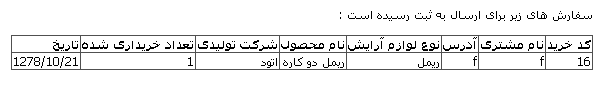 سفارش های زیر برای ارسال به ثبت رسیده است :
کد خرید نام مشتری آدرس نوع لوازم آرایش نام محصول شرکت تولیدی تعداد خریداری شده تاریخ
16 f f ریمل ریمل دو کاره اتود 1 1278/10/21